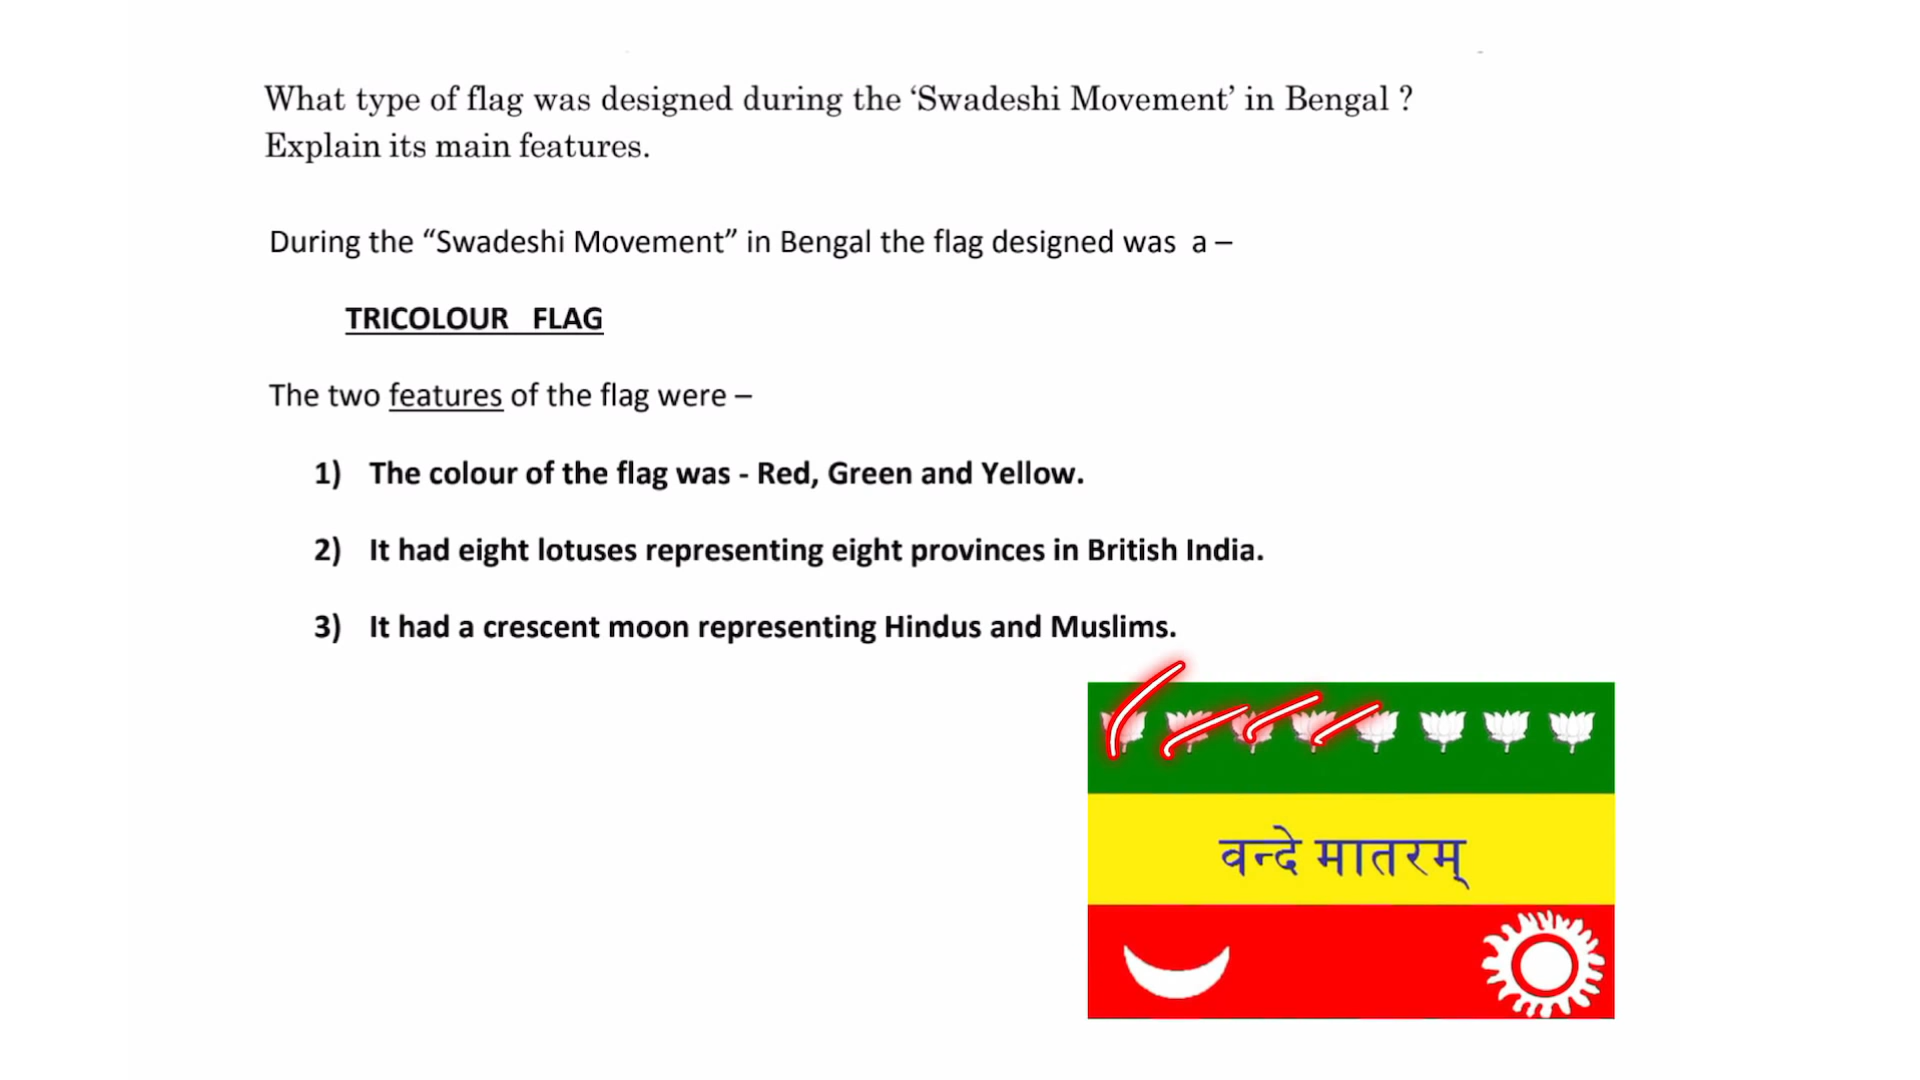 What type of flag was designed during the ‘Swadeshi Movement’ in Bengal ?
Explain its main features.
During the “Swadeshi Movement” in Bengal the flag designed was a –
TRICOLOUR FLAG
The two features of the flag were –
1) The colour of the flag was - Red, Green and Yellow.
2) It had eight lotuses representing eight provinces in British India.
3) It had a crescent moon representing Hindus and Muslims.
वन्दे मातरम्